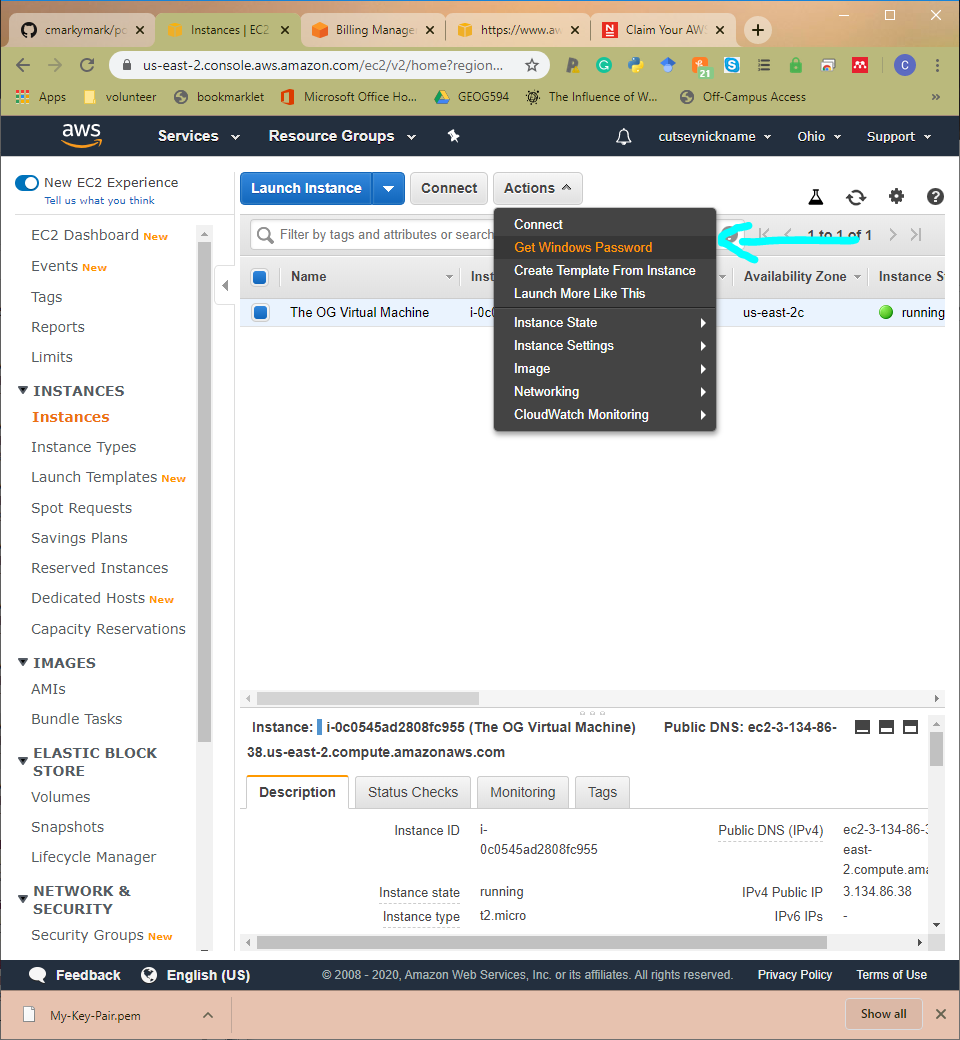 cmarkymark/po
Instances | EC2
Billing Manage
https://www.aw
Claim Your AWS
us-east-2.console.aws.amazon.com/ec2/v2/home?region...
21
C
Apps
volunteer
bookmarklet
Microsoft Office Ho...
GEOG594
The Influence of W...
Off-Campus Access
»
aws
Services
Resource Groups
cutseynickname
Ohio
Support
New EC2 Experience
Tell us what you think
Launch Instance
Connect
Actions
EC2 Dashboard New
Events New
Tags
Reports
Limits
INSTANCES
Instances
Instance Types
Launch Templates New
Spot Requests
Savings Plans
Reserved Instances
Dedicated Hosts New
Capacity Reservations
IMAGES
AMIs
Bundle Tasks
ELASTIC BLOCK
STORE
Volumes
Snapshots
Lifecycle Manager
NETWORK &
SECURITY
Security Groups New
Filter by tags and attributes or search
1 to 1 of 1
Name
Inst
Availability Zone
Instance S
The OG Virtual Machine
i-0c0
us-east-2c
running
Connect
Get Windows Password
Create Template From Instance
Launch More Like This
Instance State
Instance Settings
Image
Networking
CloudWatch Monitoring
Instance: i-0c0545ad2808fc955 (The OG Virtual Machine) Public DNS: ec2-3-134-86-
38.us-east-2.compute.amazonaws.com
Description
Status Checks
Monitoring
Tags
Instance ID
i-
0c0545ad2808fc955
Public DNS (IPv4)
ec2-3-134-86-3
east-
2.compute.ama
Instance state
running
IPv4 Public IP
3.134.86.38
Instance type
t2.micro
IPv6 IPs
-
Feedback
English (US)
© 2008 - 2020, Amazon Web Services, Inc. or its affiliates. All rights reserved.
Privacy Policy
Terms of Use
My-Key-Pair.pem
Show all